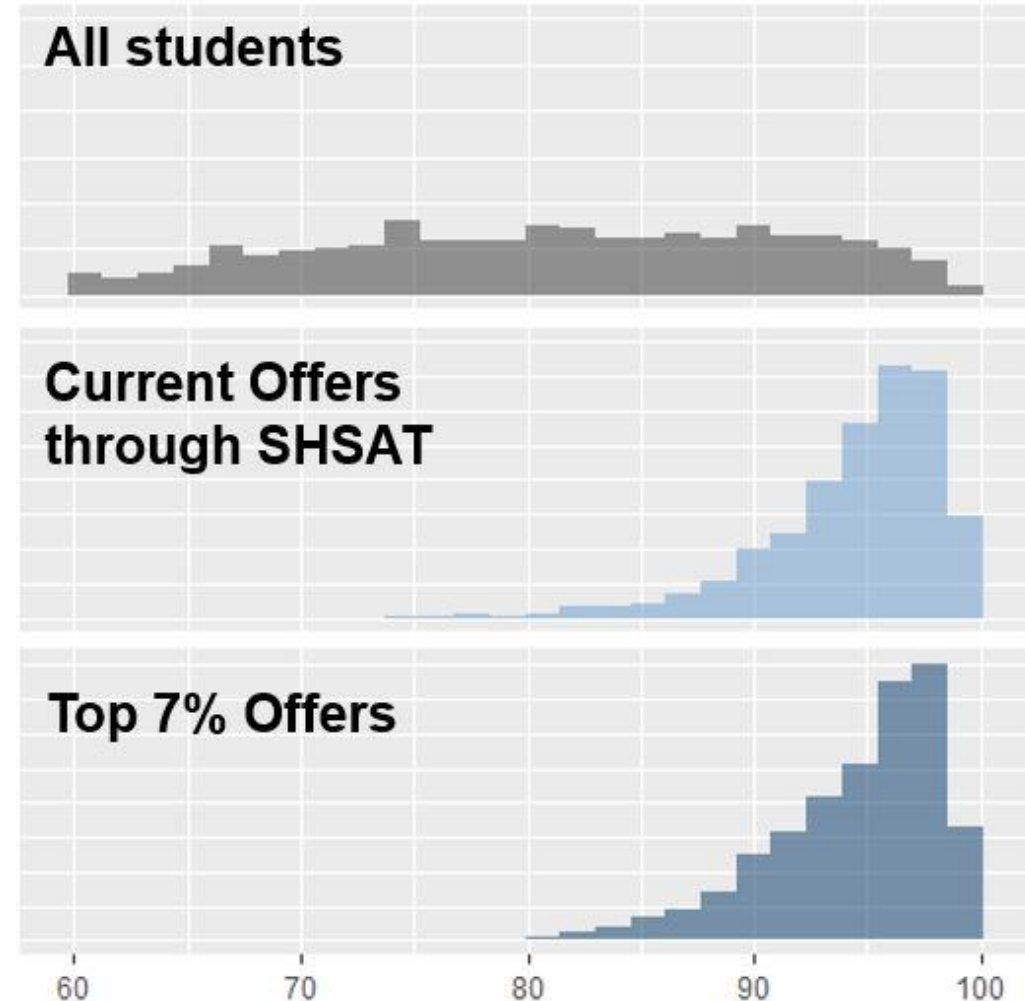 All students
Current Offers
through SHSAT
Top 7% Offers
60 70 80 90 100